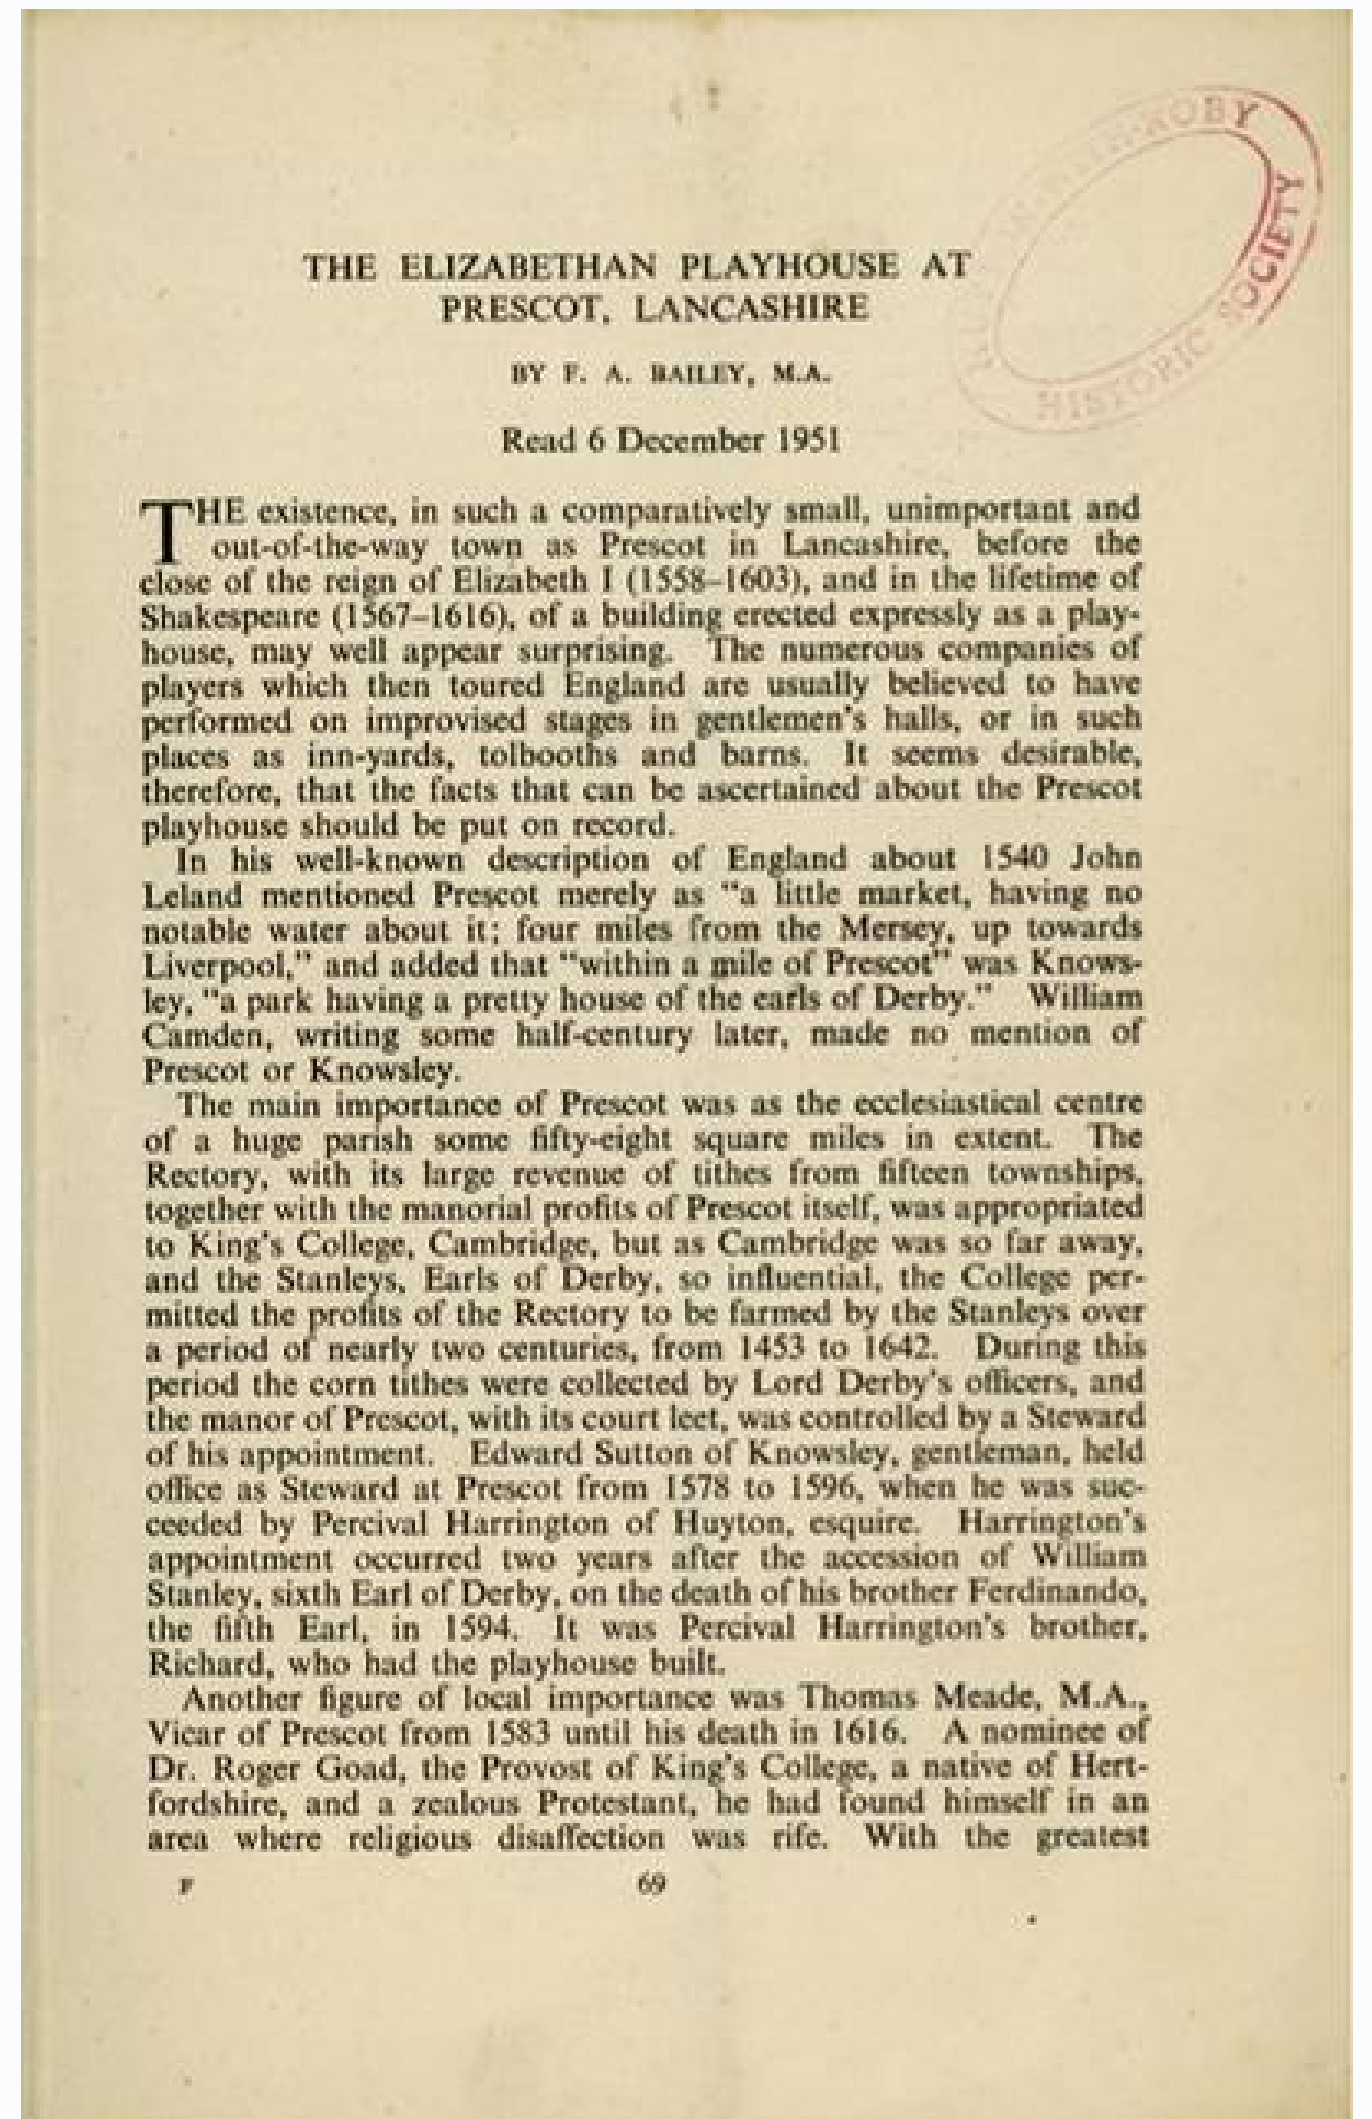 ROBY
HISTORIC SOCIETY
THE ELIZABETHAN PLAYHOUSE AT
PRESCOT, LANCASHIRE
BY F. A. BAILEY, M.A.
Read 6 December 1951
THE existence, in such a comparatively small, unimportant and
out-of-the-way town as Prescot in Lancashire, before the
close of the reign of Elizabeth I (1558–1603), and in the lifetime of
Shakespeare (1567–1616), of a building erected expressly as a play-
house, may well appear surprising. The numerous companies of
players which then toured England are usually believed to have
performed on improvised stages in gentlemen's halls, or in such
places as inn-yards, tolbooths and barns. It seems desirable,
therefore, that the facts that can be ascertained about the Prescot
playhouse should be put on record.
In his well-known description of England about 1540 John
Leland mentioned Prescot merely as "a little market, having no
notable water about it; four miles from the Mersey, up towards
Liverpool," and added that "within a mile of Prescot" was Knows-
ley, "a park having a pretty house of the earls of Derby." William
Camden, writing some half-century later, made no mention of
Prescot or Knowsley.
The main importance of Prescot was as the ecclesiastical centre
of a huge parish some fifty-eight square miles in extent. The
Rectory, with its large revenue of tithes from fifteen townships,
together with the manorial profits of Prescot itself, was appropriated
to King's College, Cambridge, but as Cambridge was so far away,
and the Stanleys, Earls of Derby, so influential, the College per-
mitted the profits of the Rectory to be farmed by the Stanleys over
a period of nearly two centuries, from 1453 to 1642. During this
period the corn tithes were collected by Lord Derby's officers, and
the manor of Prescot, with its court leet, was controlled by a Steward
of his appointment. Edward Sutton of Knowsley, gentleman, held
office as Steward at Prescot from 1578 to 1596, when he was suc-
ceeded by Percival Harrington of Huyton, esquire. Harrington's
appointment occurred two years after the accession of William
Stanley, sixth Earl of Derby, on the death of his brother Ferdinando,
the fifth Earl, in 1594. It was Percival Harrington's brother,
Richard, who had the playhouse built.
Another figure of local importance was Thomas Meade, M.A.,
Vicar of Prescot from 1583 until his death in 1616. A nominee of
Dr. Roger Goad, the Provost of King's College, a native of Hert-
fordshire, and a zealous Protestant, he had found himself in an
area where religious disaffection was rife. With the greatest
F 69